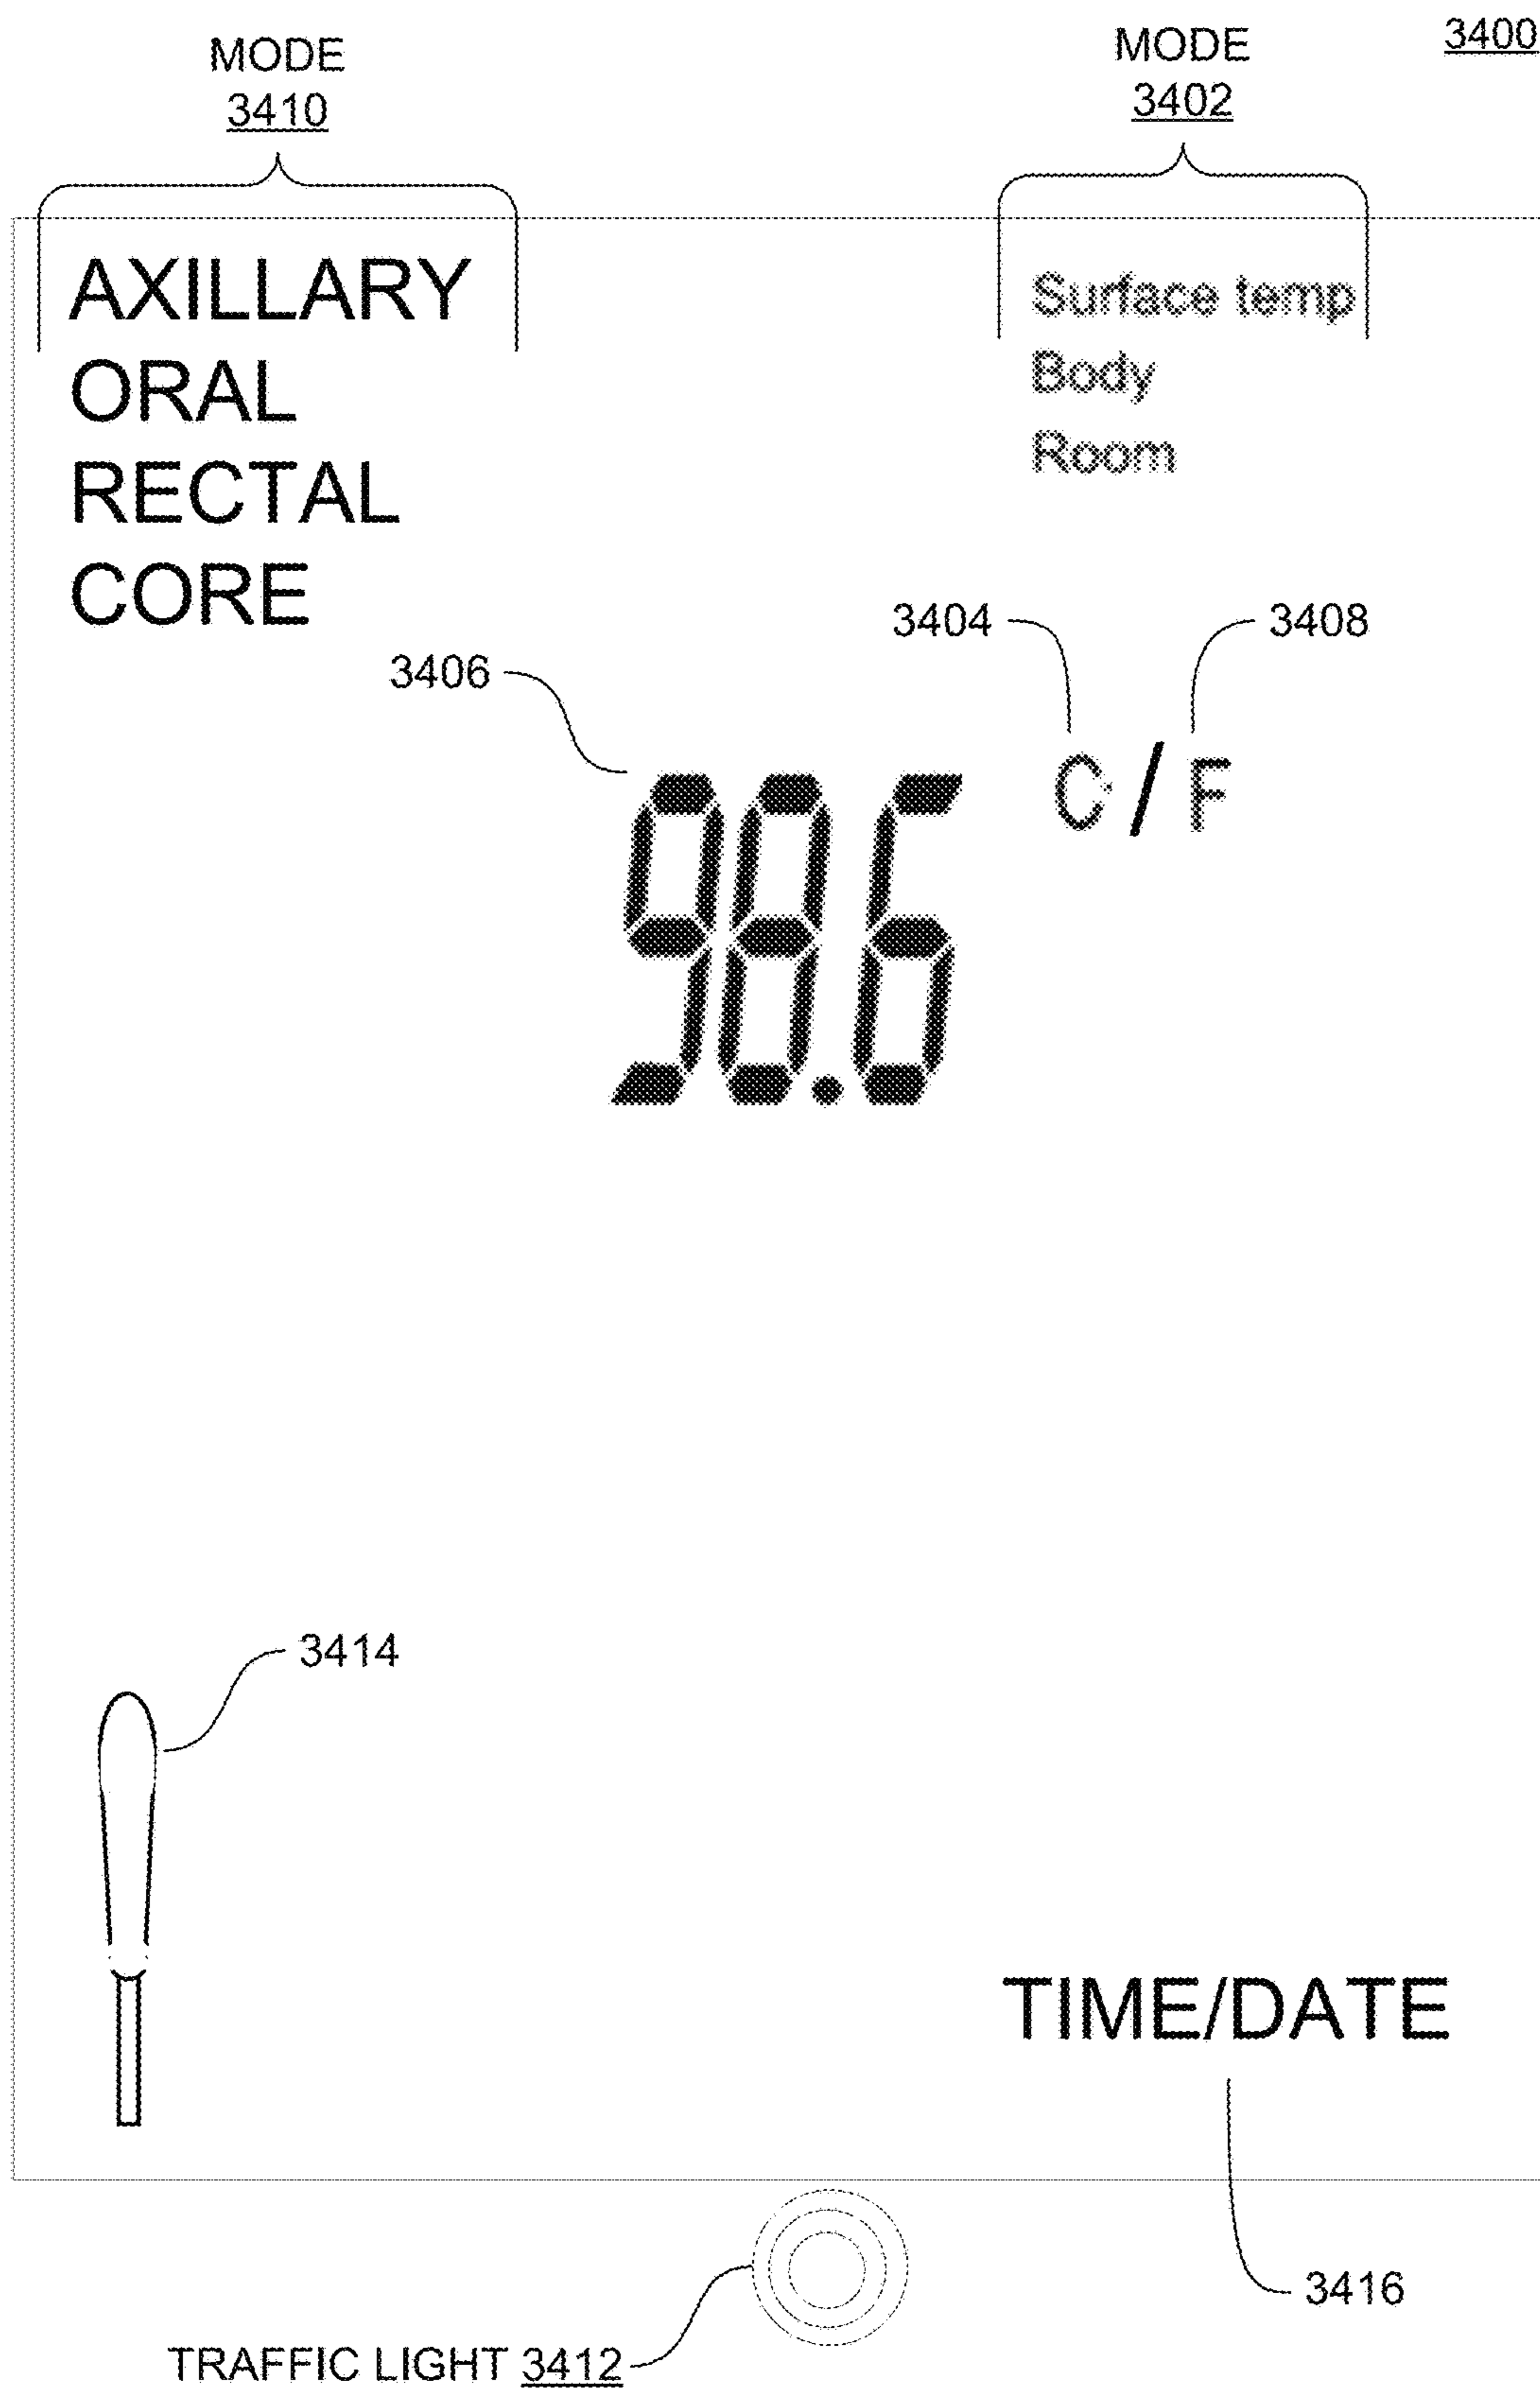 3400
MODE
3410
MODE
3402
AXILLARY
ORAL
RECTAL
CORE
Surface temp
Body
Room
3404
3408
3406
C / F
98.6
3414
TIME/DATE
3416
TRAFFIC LIGHT 3412